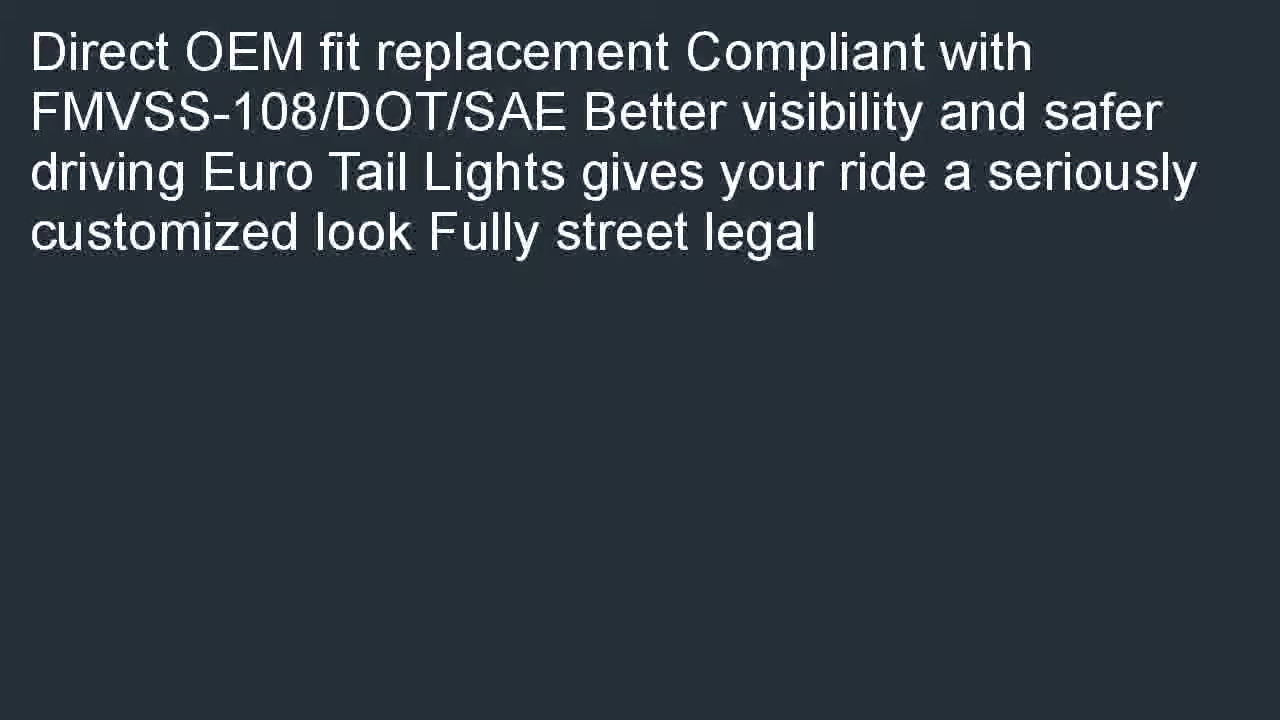 Direct OEM fit replacement Compliant with
FMVSS-108/DOT/SAE Better visibility and safer
driving Euro Tail Lights gives your ride a seriously
customized look Fully street legal